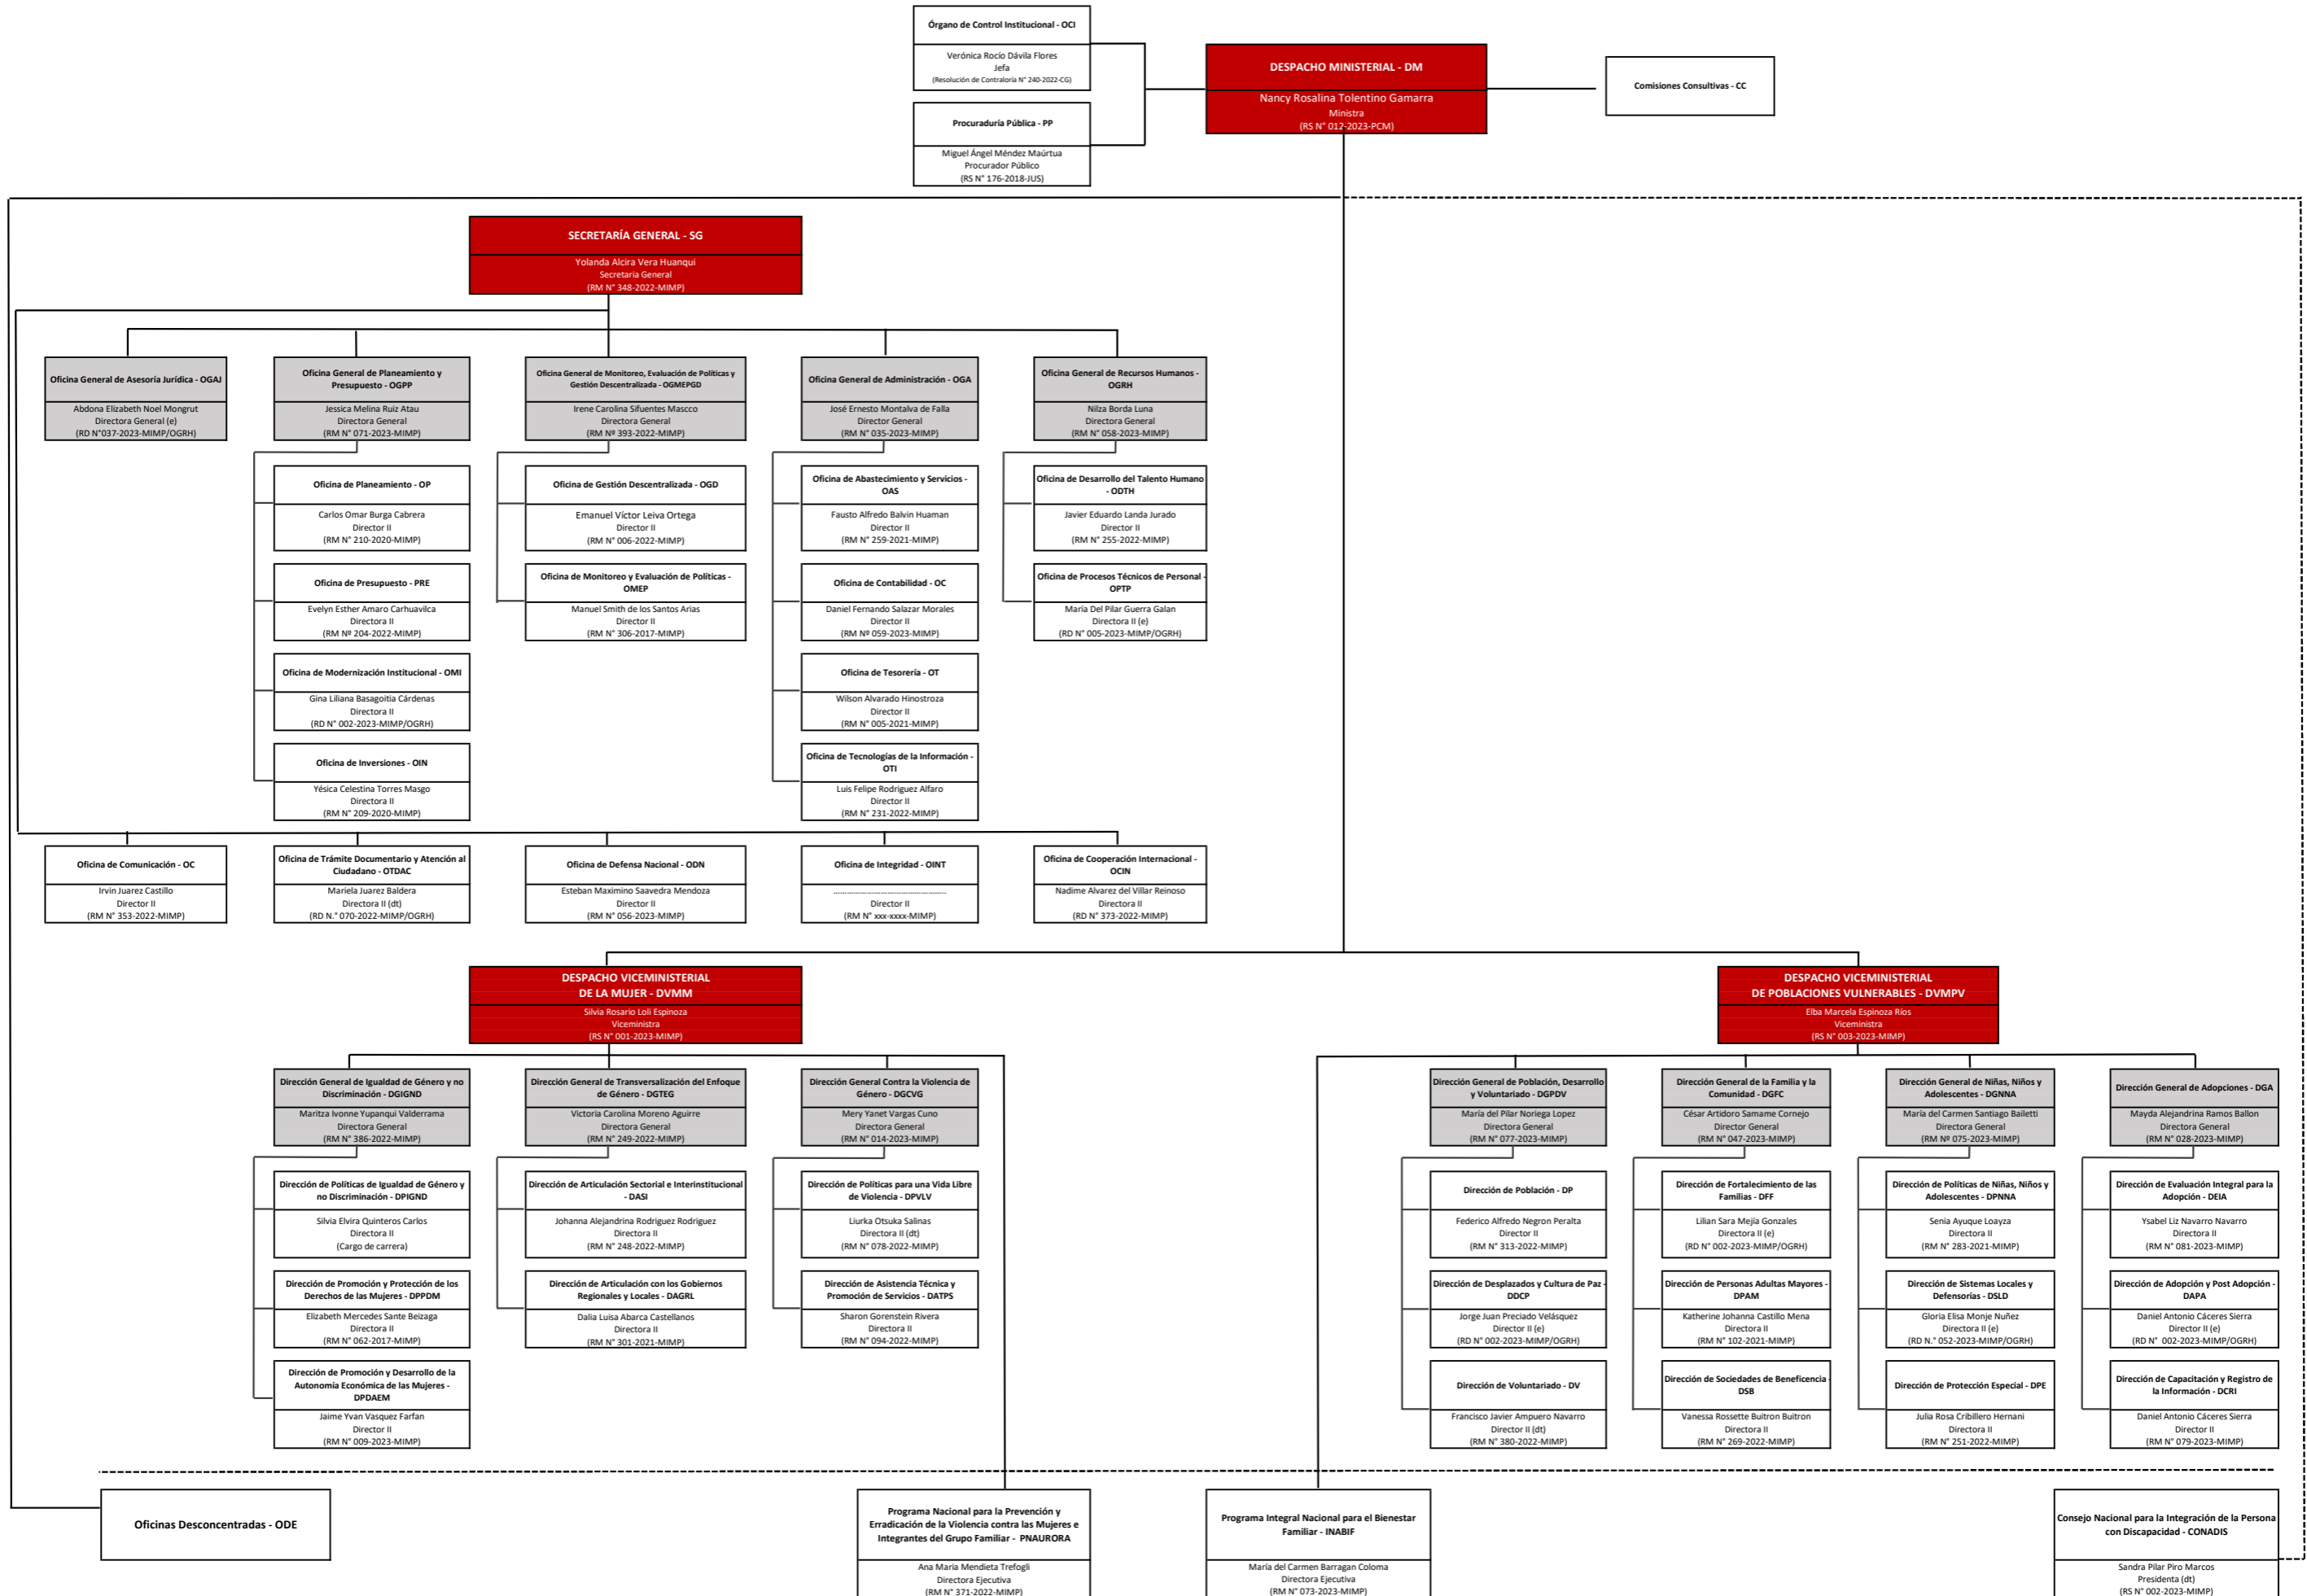 Órgano de Control Institucional - OCI
Verónica Rocío Dávila Flores
Jefa
(Resolución de Contraloría N° 240-2022-CG)
Procuraduría Pública - PP
Miguel Ángel Méndez Maúrtua
Procurador Público
(RS N° 176-2018-JUS)
DESPACHO MINISTERIAL - DM
Nancy Rosalina Tolentino Gamarra
Ministra
(RS N° 012-2023-PCM)
Comisiones Consultivas - CC
SECRETARÍA GENERAL - SG
Yolanda Alcira Vera Huanqui
Secretaria General
(RM N° 348-2022-MIMP)
Oficina General de Asesoría Jurídica - OGAJ
Abdona Elizabeth Noel Mongrut
Directora General (e)
(RD N°037-2023-MIMP/OGRH)
Oficina General de Planeamiento y
Presupuesto - OGPP
Jessica Melina Ruiz Atau
Directora General
(RM N° 071-2023-MIMP)
Oficina General de Monitoreo, Evaluación de Políticas y
Gestión Descentralizada - OGMEPGD
Irene Carolina Sifuentes Mascco
Directora General
(RM Nº 393-2022-MIMP)
Oficina General de Administración - OGA
José Ernesto Montalva de Falla
Director General
(RM N° 035-2023-MIMP)
Oficina General de Recursos Humanos -
OGRH
Nilza Borda Luna
Directora General
(RM N° 058-2023-MIMP)
Oficina de Planeamiento - OP
Carlos Omar Burga Cabrera
Director II
(RM N° 210-2020-MIMP)
Oficina de Gestión Descentralizada - OGD
Emanuel Víctor Leiva Ortega
Director II
(RM N° 006-2022-MIMP)
Oficina de Abastecimiento y Servicios -
OAS
Fausto Alfredo Balvin Huaman
Director II
(RM N° 259-2021-MIMP)
Oficina de Desarrollo del Talento Humano
- ODTH
Javier Eduardo Landa Jurado
Director II
(RM N° 255-2022-MIMP)
Oficina de Presupuesto - PRE
Evelyn Esther Amaro Carhuavilca
Directora II
(RM Nº 204-2022-MIMP)
Oficina de Monitoreo y Evaluación de Políticas -
OMEP
Manuel Smith de los Santos Arias
Director II
(RM N° 306-2017-MIMP)
Oficina de Contabilidad - OC
Daniel Fernando Salazar Morales
Director II
(RM Nº 059-2023-MIMP)
Oficina de Procesos Técnicos de Personal -
OPTP
María Del Pilar Guerra Galan
Directora II (e)
(RD N° 005-2023-MIMP/OGRH)
Oficina de Modernización Institucional - OMI
Gina Liliana Basagoitia Cárdenas
Directora II
(RD N° 002-2023-MIMP/OGRH)
Oficina de Tesorería - OT
Wilson Alvarado Hinostroza
Director II
(RM N° 005-2021-MIMP)
Oficina de Inversiones - OIN
Yésica Celestina Torres Masgo
Directora II
(RM N° 209-2020-MIMP)
Oficina de Tecnologías de la Información -
OTI
Luis Felipe Rodriguez Alfaro
Director II
(RM N° 231-2022-MIMP)
Oficina de Comunicación - OC
Irvin Juarez Castillo
Director II
(RM N° 353-2022-MIMP)
Oficina de Trámite Documentario y Atención al
Ciudadano - OTDAC
Mariela Juarez Baldera
Directora II (dt)
(RD N.° 070-2022-MIMP/OGRH)
Oficina de Defensa Nacional - ODN
Esteban Maximino Saavedra Mendoza
Director II
(RM N° 056-2023-MIMP)
Oficina de Integridad - OINT
................................................
Director II
(RM N° xxx-xxxx-MIMP)
Oficina de Cooperación Internacional -
OCIN
Nadime Alvarez del Villar Reinoso
Directora II
(RD N° 373-2022-MIMP)
DESPACHO VICEMINISTERIAL
DE LA MUJER - DVMM
Silvia Rosario Loli Espinoza
Viceministra
(RS N° 001-2023-MIMP)
DESPACHO VICEMINISTERIAL
DE POBLACIONES VULNERABLES - DVMPV
Elba Marcela Espinoza Ríos
Viceministra
(RS N° 003-2023-MIMP)
Dirección General de Igualdad de Género y no
Discriminación - DGIGND
Maritza Ivonne Yupanqui Valderrama
Directora General
(RM N° 386-2022-MIMP)
Dirección General de Transversalización del Enfoque
de Género - DGTEG
Victoria Carolina Moreno Aguirre
Directora General
(RM N° 249-2022-MIMP)
Dirección General Contra la Violencia de
Género - DGCVG
Mery Yanet Vargas Cuno
Directora General
(RM N° 014-2023-MIMP)
Dirección General de Población, Desarrollo
y Voluntariado - DGPDV
María del Pilar Noriega Lopez
Directora General
(RM N° 077-2023-MIMP)
Dirección General de la Familia y la
Comunidad - DGFC
César Artidoro Samame Cornejo
Director General
(RM N° 047-2023-MIMP)
Dirección General de Niñas, Niños y
Adolescentes - DGNNA
María del Carmen Santiago Bailetti
Directora General
(RM Nº 075-2023-MIMP)
Dirección General de Adopciones - DGA
Mayda Alejandrina Ramos Ballon
Directora General
(RM N° 028-2023-MIMP)
Dirección de Políticas de Igualdad de Género y
no Discriminación - DPIGND
Silvia Elvira Quinteros Carlos
Directora II
(Cargo de carrera)
Dirección de Articulación Sectorial e Interinstitucional
- DASI
Johanna Alejandrina Rodriguez Rodriguez
Directora II
(RM N° 248-2022-MIMP)
Dirección de Políticas para una Vida Libre
de Violencia - DPVLV
Liurka Otsuka Salinas
Directora II (dt)
(RM N° 078-2022-MIMP)
Dirección de Población - DP
Federico Alfredo Negron Peralta
Director II
(RM N° 313-2022-MIMP)
Dirección de Fortalecimiento de las
Familias - DFF
Lilian Sara Mejía Gonzales
Directora II (e)
(RD N° 002-2023-MIMP/OGRH)
Dirección de Políticas de Niñas, Niños y
Adolescentes - DPNNA
Senia Ayuque Loayza
Directora II
(RM N° 283-2021-MIMP)
Dirección de Evaluación Integral para la
Adopción - DEIA
Ysabel Liz Navarro Navarro
Directora II
(RM N° 081-2023-MIMP)
Dirección de Promoción y Protección de los
Derechos de las Mujeres - DPPDM
Elizabeth Mercedes Sante Beizaga
Directora II
(RM N° 062-2017-MIMP)
Dirección de Articulación con los Gobiernos
Regionales y Locales - DAGRL
Dalia Luisa Abarca Castellanos
Directora II
(RM N° 301-2021-MIMP)
Dirección de Asistencia Técnica y
Promoción de Servicios - DATPS
Sharon Gorenstein Rivera
Directora II
(RM N° 094-2022-MIMP)
Dirección de Desplazados y Cultura de Paz -
DDCP
Jorge Juan Preciado Velásquez
Director II (e)
(RD N° 002-2023-MIMP/OGRH)
Dirección de Personas Adultas Mayores -
DPAM
Katherine Johanna Castillo Mena
Directora II
(RM N° 102-2021-MIMP)
Dirección de Sistemas Locales y
Defensorías - DSLD
Gloria Elisa Monje Nuñez
Directora II (e)
(RD N.° 052-2023-MIMP/OGRH)
Dirección de Adopción y Post Adopción -
DAPA
Daniel Antonio Cáceres Sierra
Director II (e)
(RD N° 002-2023-MIMP/OGRH)
Dirección de Promoción y Desarrollo de la
Autonomía Económica de las Mujeres -
DPDAEM
Jaime Yvan Vasquez Farfan
Director II
(RM N° 009-2023-MIMP)
Dirección de Voluntariado - DV
Francisco Javier Ampuero Navarro
Director II (dt)
(RM N° 380-2022-MIMP)
Dirección de Sociedades de Beneficencia -
DSB
Vanessa Rossette Buitron Buitron
Directora II
(RM N° 269-2022-MIMP)
Dirección de Protección Especial - DPE
Julia Rosa Cribillero Hernani
Directora II
(RM N° 251-2022-MIMP)
Dirección de Capacitación y Registro de
la Información - DCRI
Daniel Antonio Cáceres Sierra
Director II
(RM N° 079-2023-MIMP)
Oficinas Desconcentradas - ODE
Programa Nacional para la Prevención y
Erradicación de la Violencia contra las Mujeres e
Integrantes del Grupo Familiar - PNAURORA
Ana Maria Mendieta Trefogli
Directora Ejecutiva
(RM N° 371-2022-MIMP)
Programa Integral Nacional para el Bienestar
Familiar - INABIF
María del Carmen Barragan Coloma
Directora Ejecutiva
(RM N° 073-2023-MIMP)
Consejo Nacional para la Integración de la Persona
con Discapacidad - CONADIS
Sandra Pilar Piro Marcos
Presidenta (dt)
(RS N° 002-2023-MIMP)